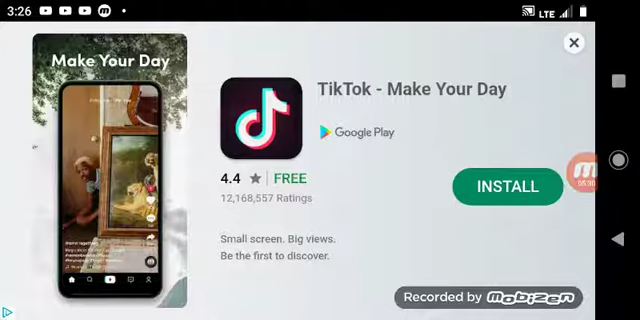 3:26
LTE
Make Your Day
TikTok - Make Your Day
Google Play
4.4 ★ | FREE
12,168,557 Ratings
INSTALL
Small screen. Big views.
Be the first to discover.
Recorded by mobizen